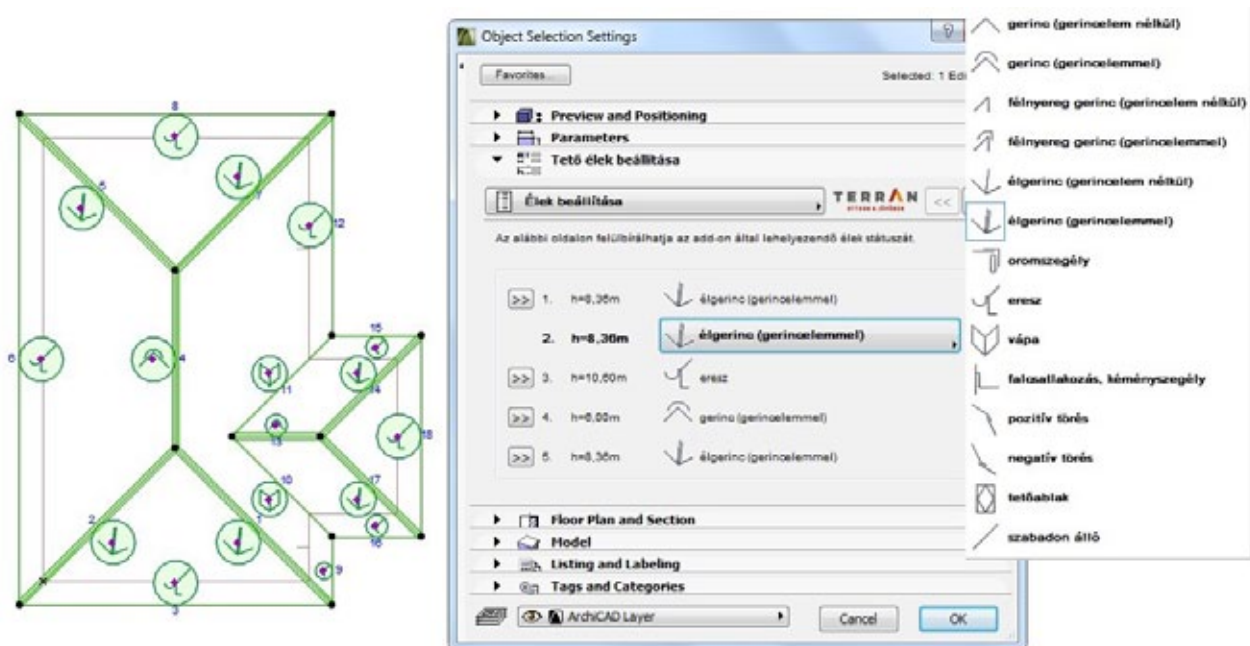 8
5
7
12
6
4
15
11
14
13
18
10
17
2
1
16
9
3
Object Selection Settings
Favorites...
Selected: 1 Edi
Preview and Positioning
Parameters
Tető élek beállítása
Élek beállítása
TERRÁN
<<
Az alábbi oldalon felülbírálhatja az add-on által lehelyezendő élek státuszát.
>> 1. h=8,36m élgerinc (gerincelemmel)
2. h=8,36m élgerinc (gerincelemmel)
>> 3. h=10,60m eresz
>> 4. gerinc (gerincelemmel)
>> 5. h=8,36m élgerinc (gerincelemmel)
Floor Plan and Section
Model
Listing and Labeling
Tags and Categories
ArchiCAD Layer
Cancel
OK
gerinc (gerincelem nélkül)
gerinc (gerincelemmel)
félnyereg gerinc (gerincelem nélkül)
félnyereg gerinc (gerincelemmel)
élgerinc (gerincelem nélkül)
élgerinc (gerincelemmel)
oromszegély
eresz
vápa
falcsatlakozás, kéményszegély
pozitív törés
negatív törés
tetőablak
szabadon álló